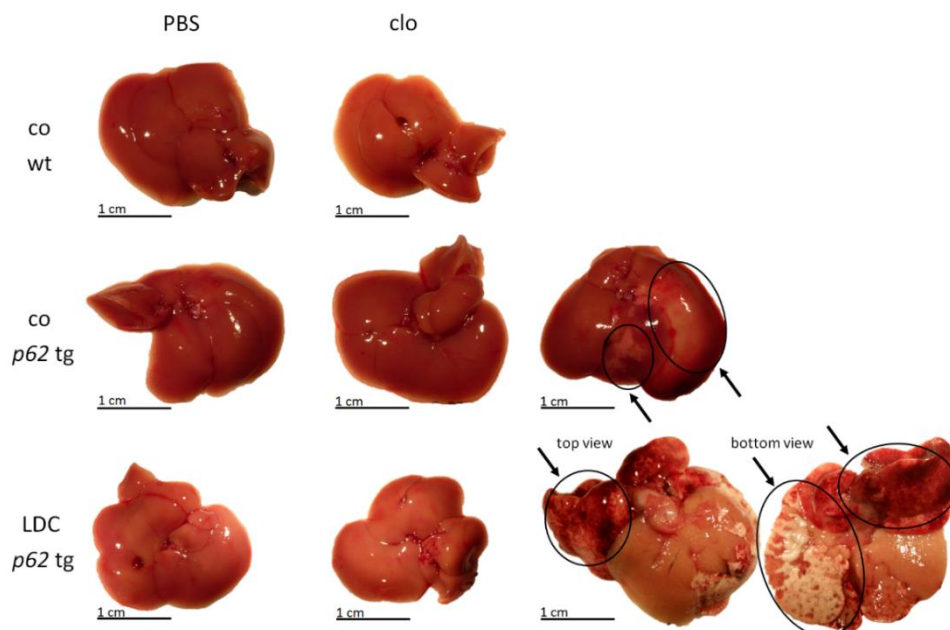 PBS
clo
co
wt
1 cm
1 cm
co
p62 tg
1 cm
1 cm
1 cm
top view
bottom view
LDC
p62 tg
1 cm
1 cm
1 cm